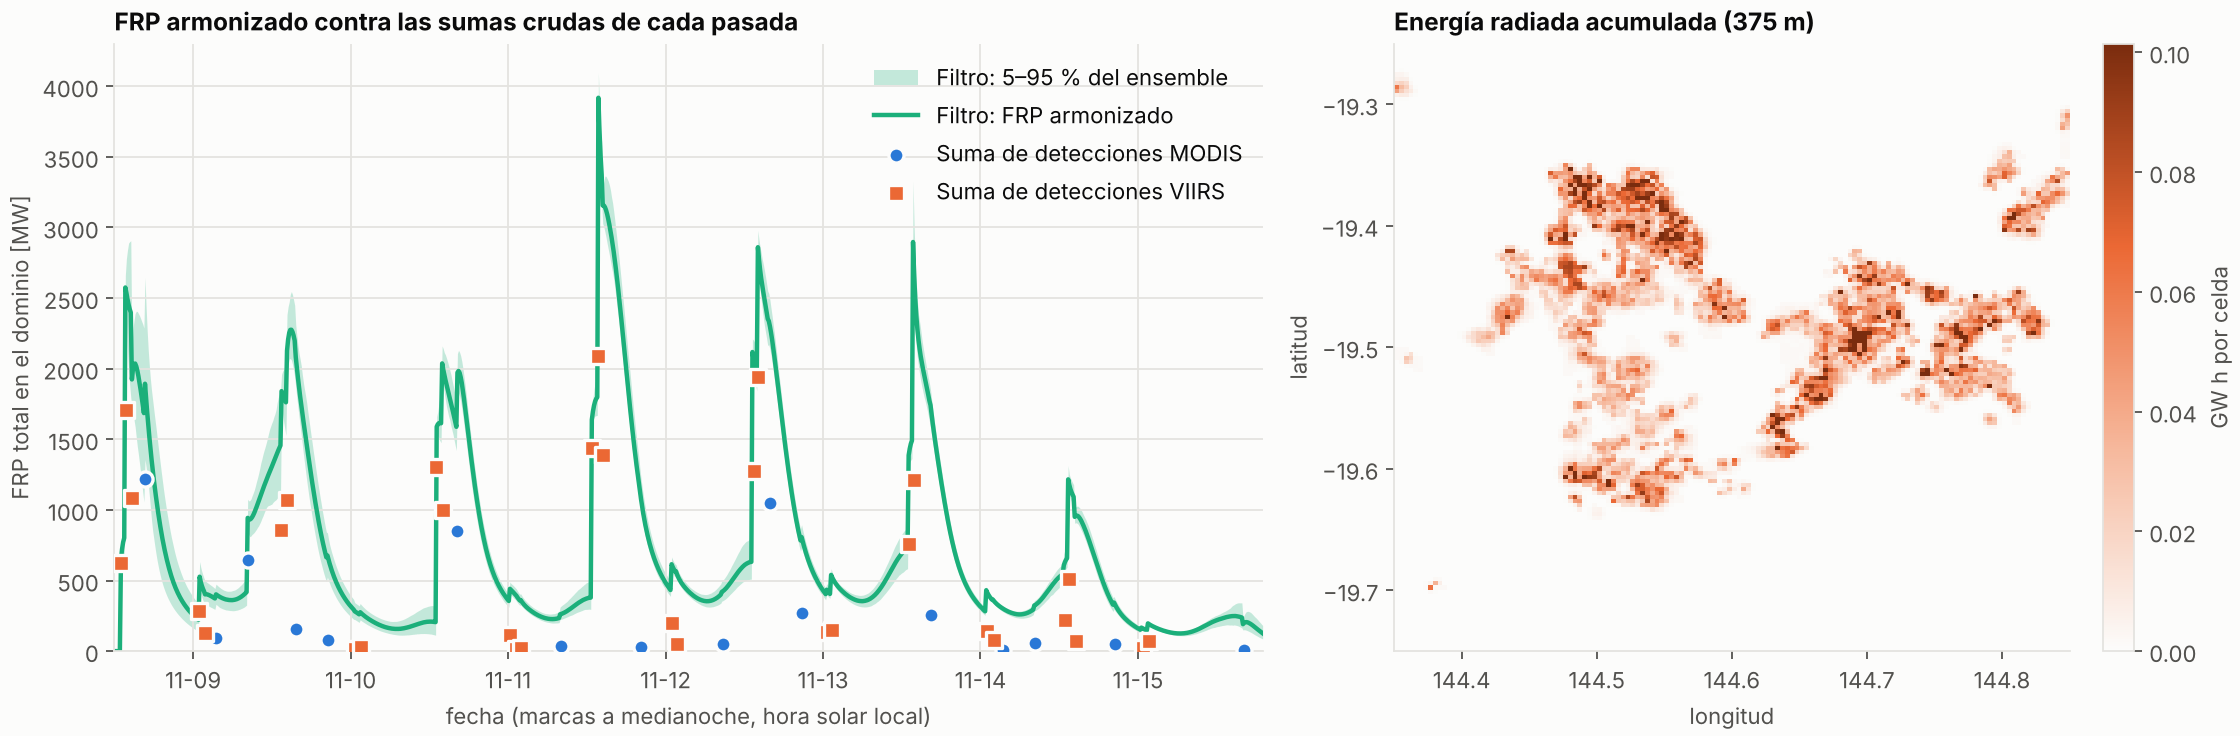 FRP armonizado contra las sumas crudas de cada pasada
FRP total en el dominio [MW]
4000
3500
3000
2500
2000
1500
1000
500
0
Filtro: 5–95 % del ensemble
Filtro: FRP armonizado
Suma de detecciones MODIS
Suma de detecciones VIIRS
11-09
11-10
11-11
11-12
11-13
11-14
11-15
fecha (marcas a medianoche, hora solar local)
Energía radiada acumulada (375 m)
latitud
−19.3
−19.4
−19.5
−19.6
−19.7
144.4
144.5
144.6
144.7
144.8
longitud
0.10
0.08
0.06
0.04
0.02
0.00
GW h por celda